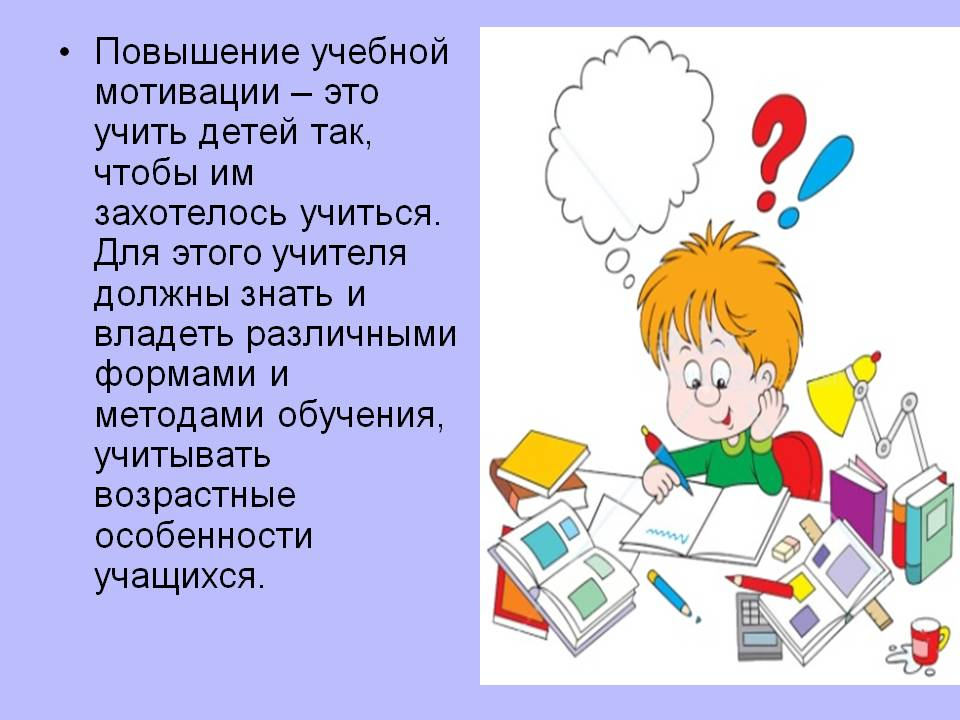 • Повышение учебной
мотивации – это
учить детей так,
чтобы им
захотелось учиться.
Для этого учителя
должны знать и
владеть различными
формами и
методами обучения,
учитывать
возрастные
особенности
учащихся.
? !